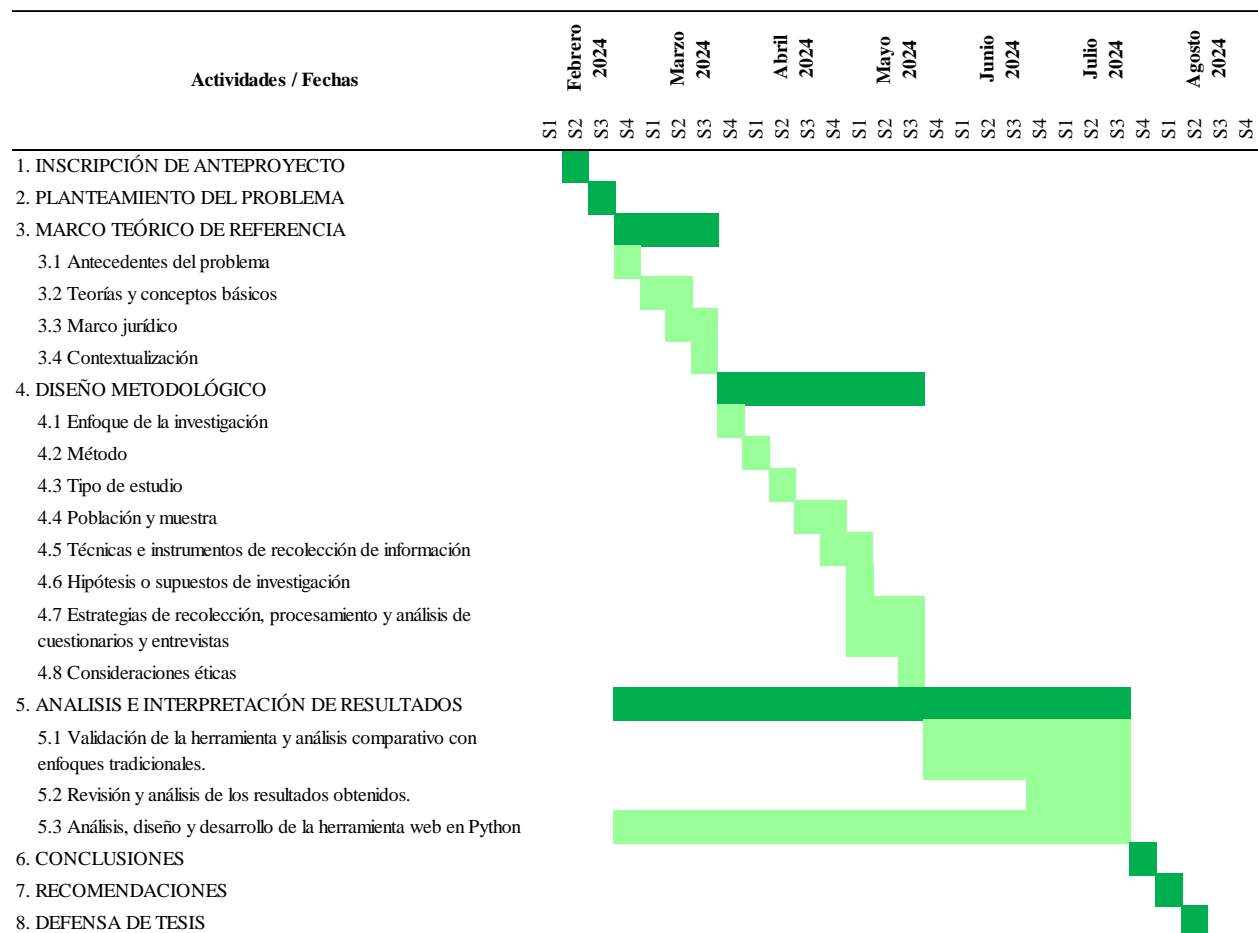 Actividades / Fechas
Febrero 2024
Marzo 2024
Abril 2024
Mayo 2024
Junio 2024
Julio 2024
Agosto 2024
S1 S2 S3 S4 S1 S2 S3 S4 S1 S2 S3 S4 S1 S2 S3 S4 S1 S2 S3 S4 S1 S2 S3 S4 S1 S2 S3 S4
1. INSCRIPCIÓN DE ANTEPROYECTO
2. PLANTEAMIENTO DEL PROBLEMA
3. MARCO TEÓRICO DE REFERENCIA
3.1 Antecedentes del problema
3.2 Teorías y conceptos básicos
3.3 Marco jurídico
3.4 Contextualización
4. DISEÑO METODOLÓGICO
4.1 Enfoque de la investigación
4.2 Método
4.3 Tipo de estudio
4.4 Población y muestra
4.5 Técnicas e instrumentos de recolección de información
4.6 Hipótesis o supuestos de investigación
4.7 Estrategias de recolección, procesamiento y análisis de
cuestionarios y entrevistas
4.8 Consideraciones éticas
5. ANALISIS E INTERPRETACIÓN DE RESULTADOS
5.1 Validación de la herramienta y análisis comparativo con
enfoques tradicionales.
5.2 Revisión y análisis de los resultados obtenidos.
5.3 Análisis, diseño y desarrollo de la herramienta web en Python
6. CONCLUSIONES
7. RECOMENDACIONES
8. DEFENSA DE TESIS